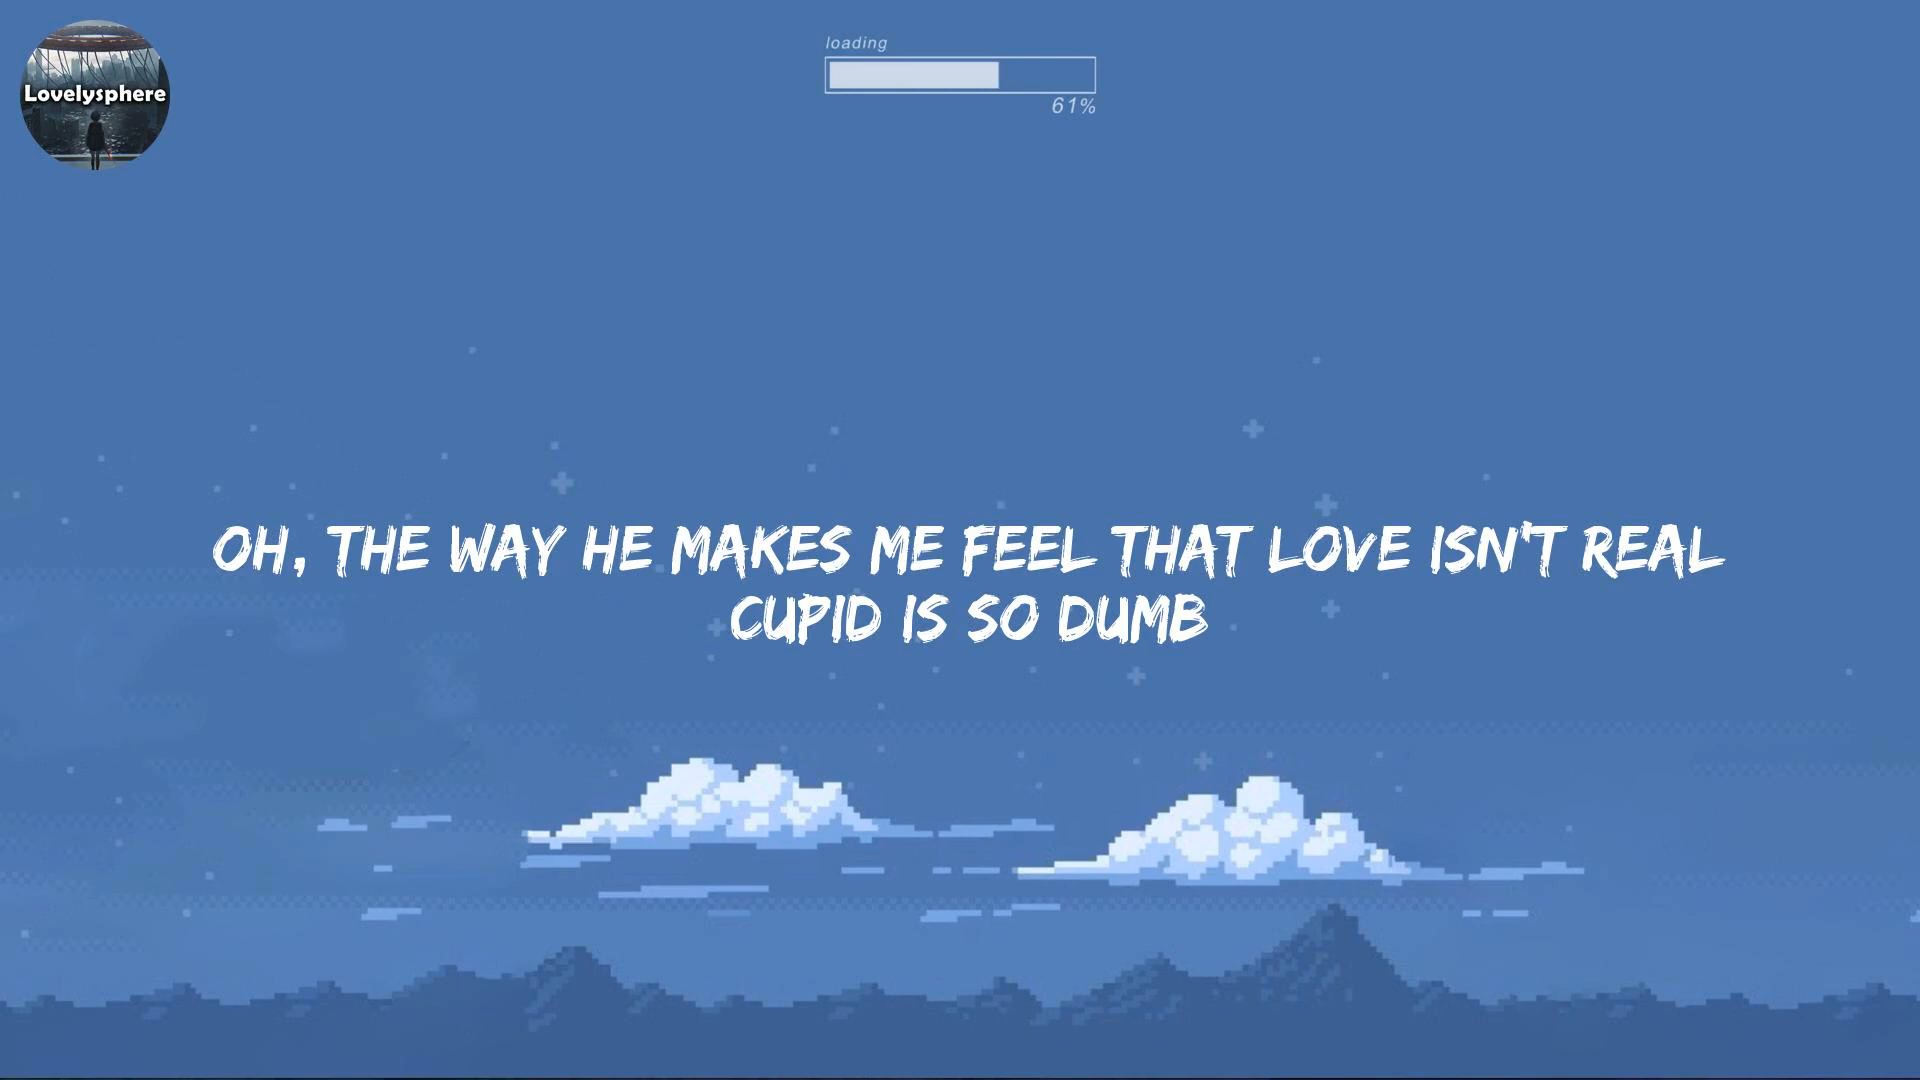 Lovelysphere
loading
61%
OH, THE WAY HE MAKES ME FEEL THAT LOVE ISN'T REAL
CUPID IS SO DUMB